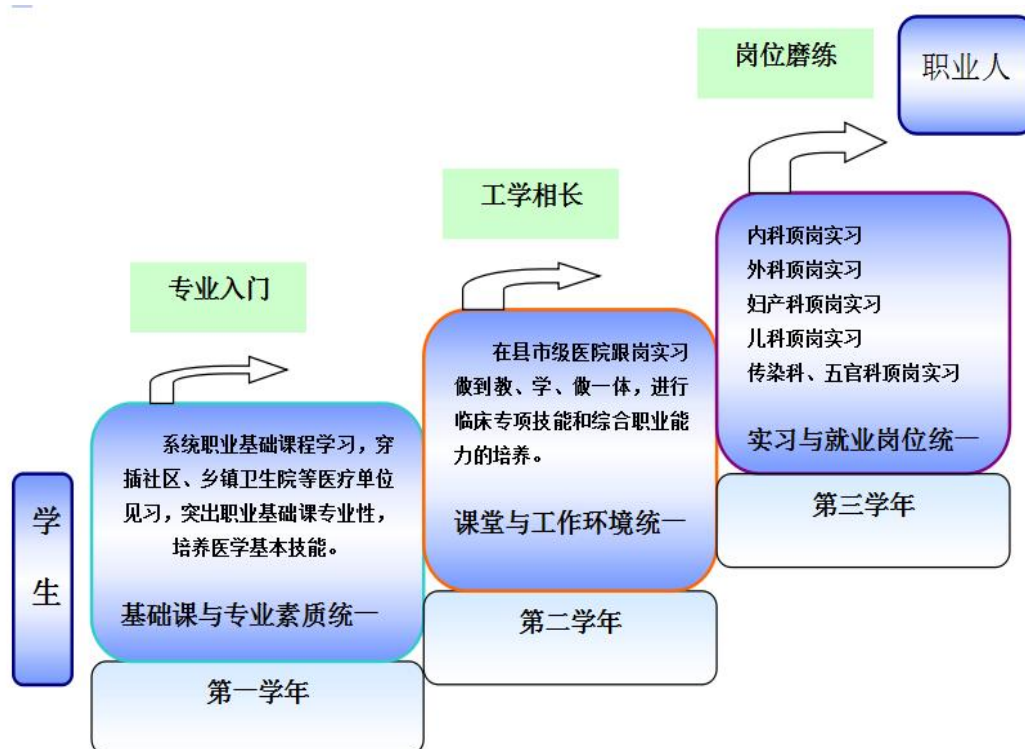 岗位磨练
职业人
工学相长
专业入门
内科顶岗实习
外科顶岗实习
妇产科顶岗实习
儿科顶岗实习
传染科、五官科顶岗实习
实习与就业岗位统一
第三学年
在县市级医院跟岗实习
做到教、学、做一体，进行
临床专项技能和综合职业能
力的培养。
课堂与工作环境统一
第二学年
系统职业基础课程学习，穿
插社区、乡镇卫生院等医疗单位
见习，突出职业基础课专业性，
培养医学基本技能。
基础课与专业素质统一
第一学年
学
生